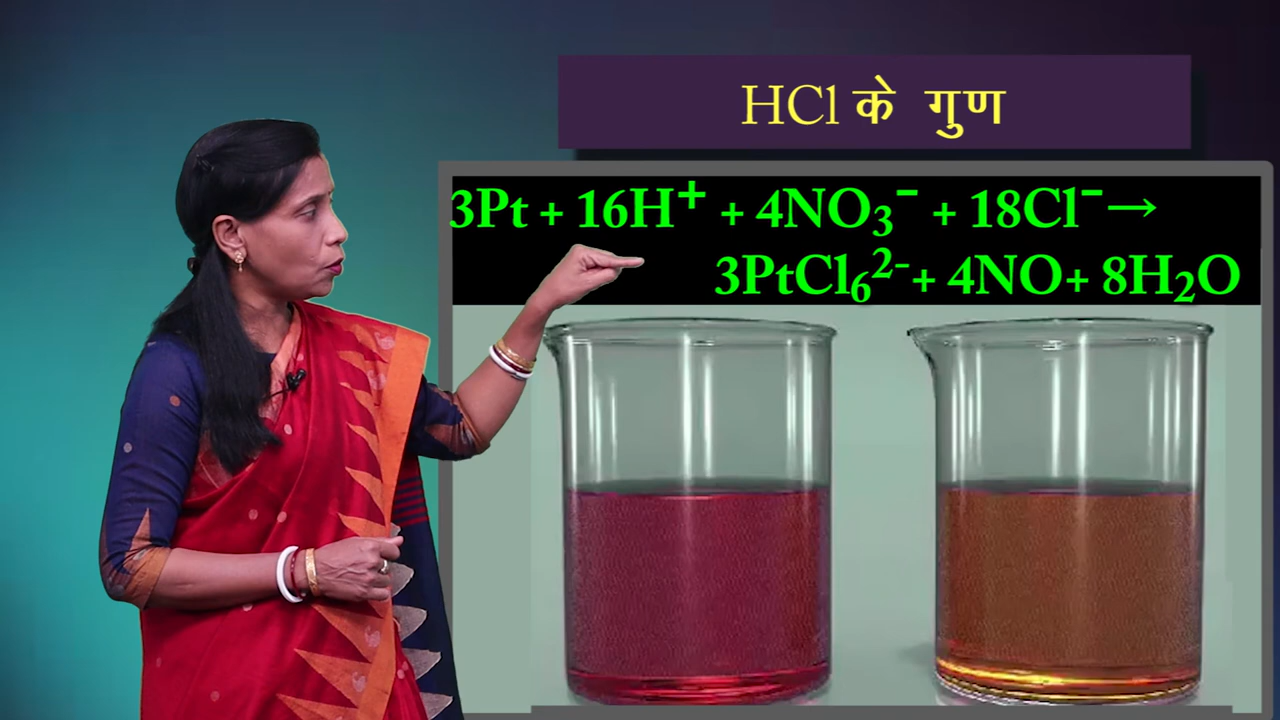 HCl के गुण
3Pt + 16H⁺ + 4NO₃⁻ + 18Cl⁻→
3PtCl₆²⁻+ 4NO+ 8H₂O